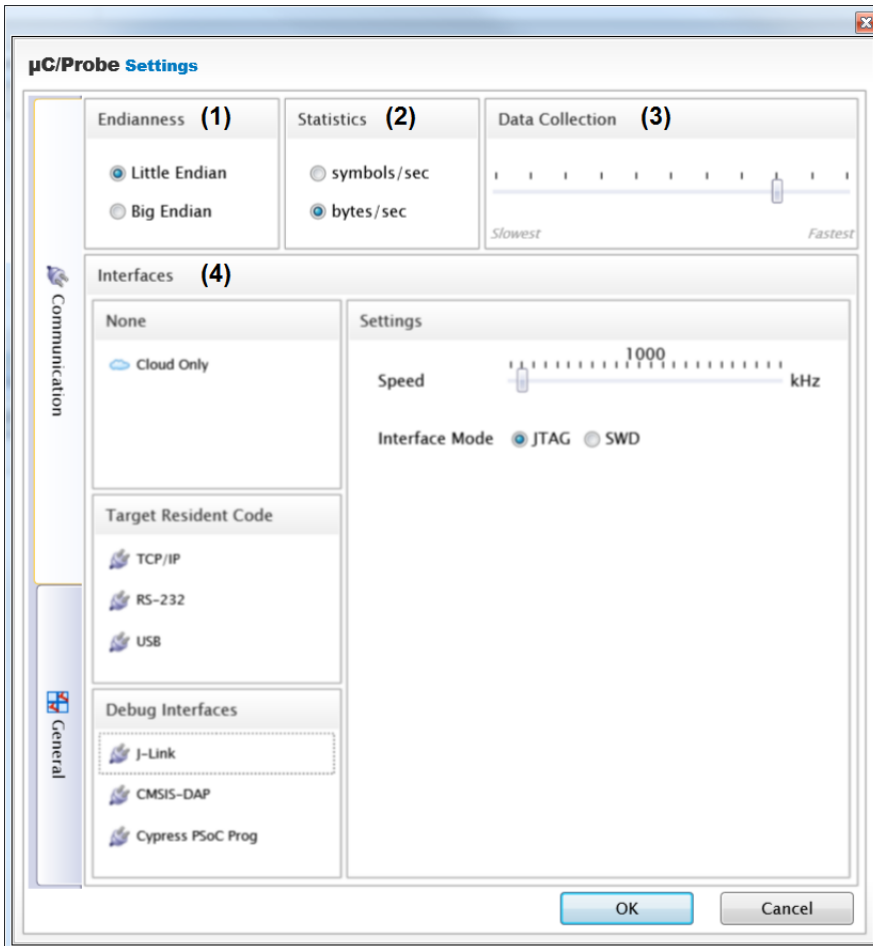 µC/Probe Settings
Communication
General
Endianness (1)
Little Endian
Big Endian
Statistics (2)
symbols/sec
bytes/sec
Data Collection (3)
Slowest Fastest
Interfaces (4)
None
Cloud Only
Target Resident Code
TCP/IP
RS-232
USB
Debug Interfaces
J-Link
CMSIS-DAP
Cypress PSoC Prog
Settings
1000
Speed kHz
Interface Mode JTAG SWD
OK Cancel